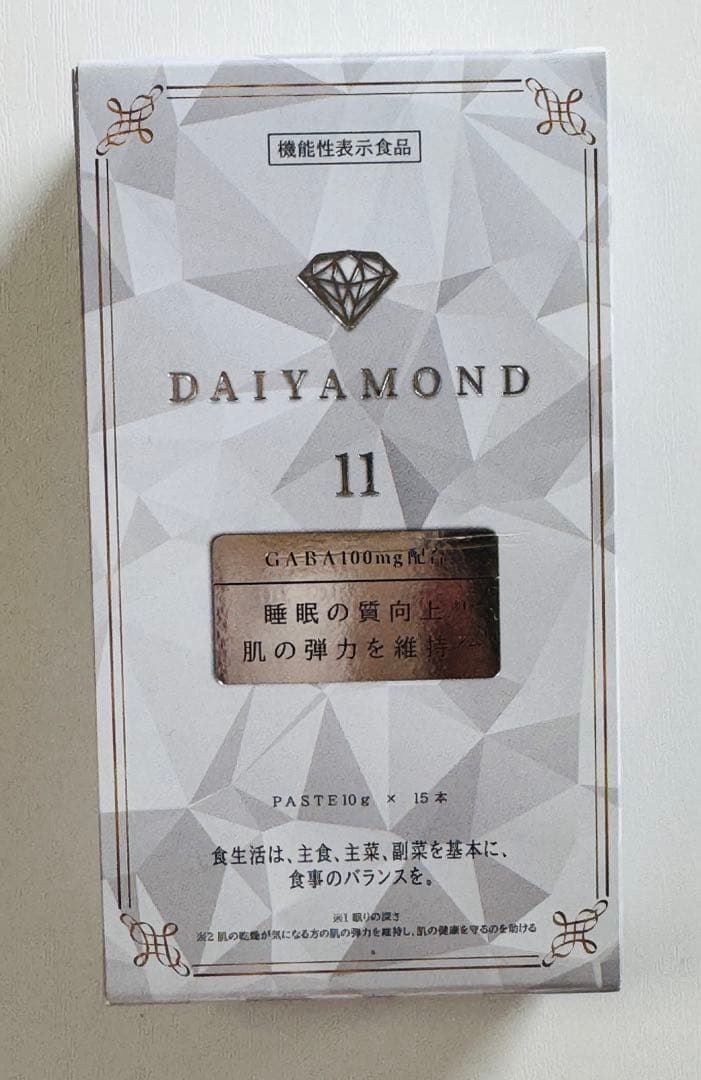 機能性表示食品
DAIYAMOND
11
GABA100mg配合
睡眠の質向上※1
肌の弾力を維持※2
PASTE10g × 15本
食生活は、主食、主菜、副菜を基本に、
食事のバランスを。
※1 眠りの深さ
※2 肌の乾燥が気になる方の肌の弾力を維持し、肌の健康を守るのを助ける
。